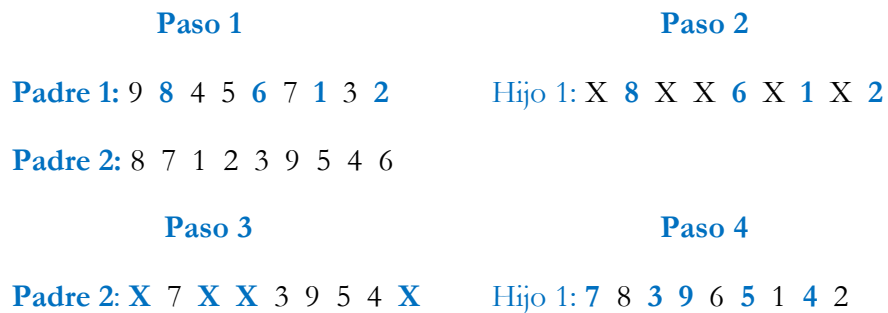 Paso 1 Paso 2
Padre 1: 9 8 4 5 6 7 1 3 2 Hijo 1: X 8 X X 6 X 1 X 2
Padre 2: 8 7 1 2 3 9 5 4 6
Paso 3 Paso 4
Padre 2: X 7 X X 3 9 5 4 X Hijo 1: 7 8 3 9 6 5 1 4 2